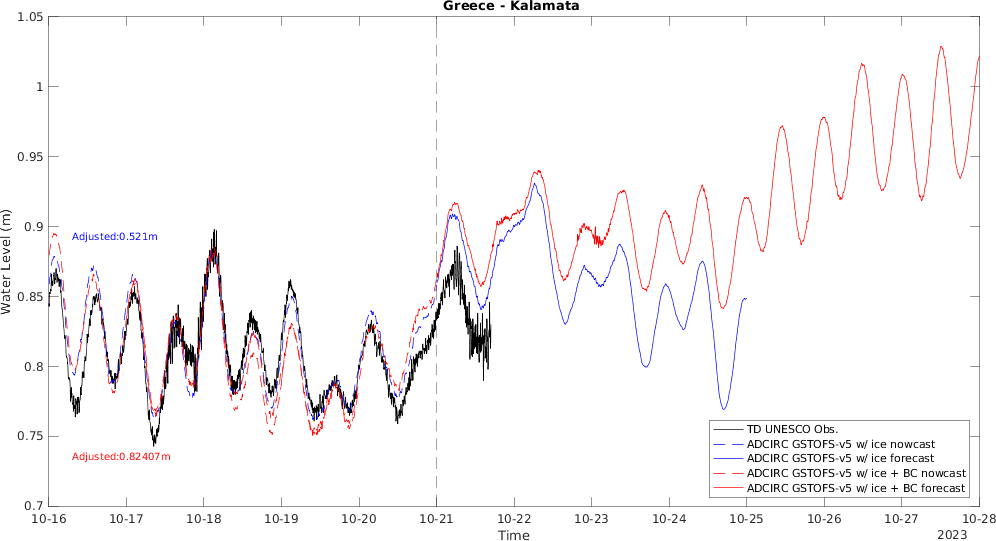 Greece - Kalamata
1.05
1
0.95
0.9
0.85
0.8
0.75
0.7
Water Level (m)
Adjusted:0.521m
Adjusted:0.82407m
TD UNESCO Obs.
ADCIRC GSTOFS-v5 w/ ice nowcast
ADCIRC GSTOFS-v5 w/ ice forecast
ADCIRC GSTOFS-v5 w/ ice + BC nowcast
ADCIRC GSTOFS-v5 w/ ice + BC forecast
10-16 10-17 10-18 10-19 10-20 10-21 10-22 10-23 10-24 10-25 10-26 10-27 10-28
Time
2023